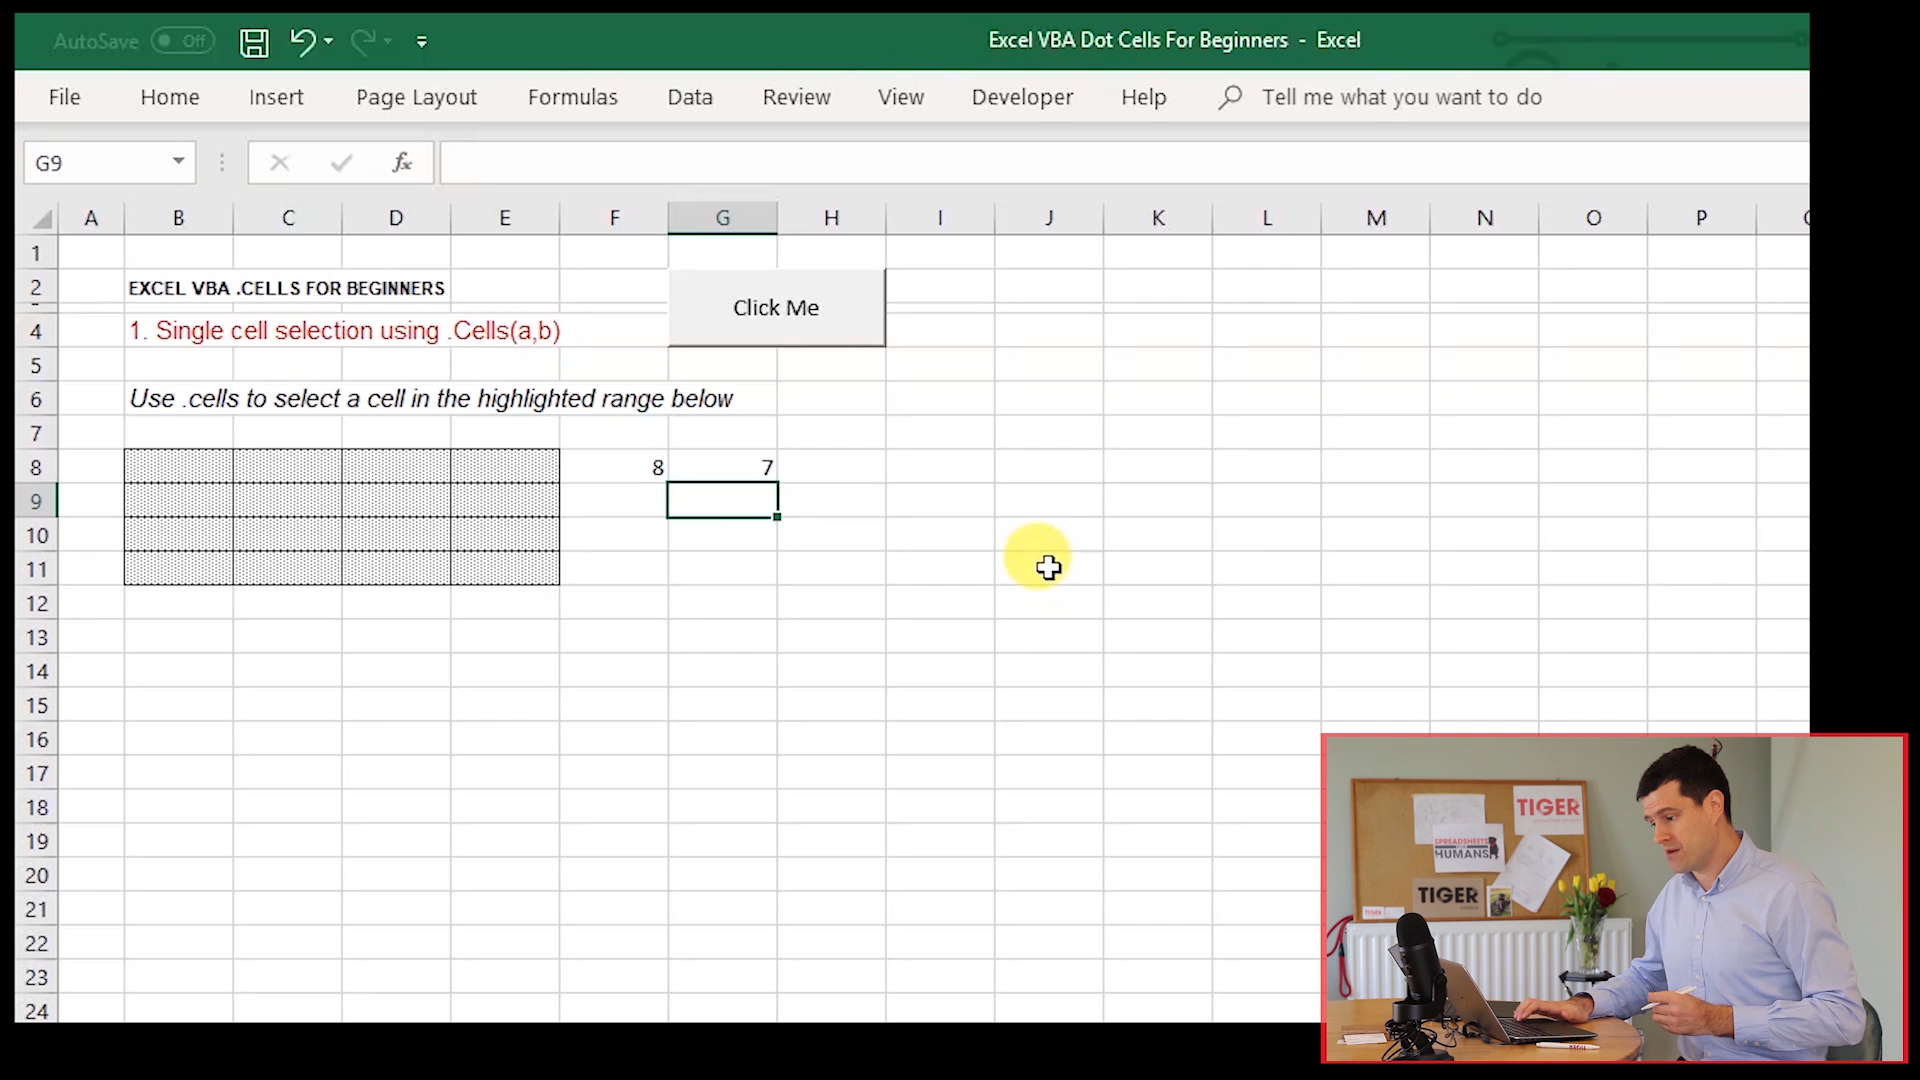 AutoSave Off
Excel VBA Dot Cells For Beginners - Excel
File Home Insert Page Layout Formulas Data Review View Developer Help Tell me what you want to do
G9 fx
A B C D E F G H I J K L M N O P
1
2 EXCEL VBA .CELLS FOR BEGINNERS
Click Me
4 1. Single cell selection using .Cells(a,b)
5
6 Use .cells to select a cell in the highlighted range below
7
8 8 7
9
10
11
12
13
14
15
16
17
18
19
20
21
22
23
24
TIGER
SPREADSHEETS
HUMANS
TIGER